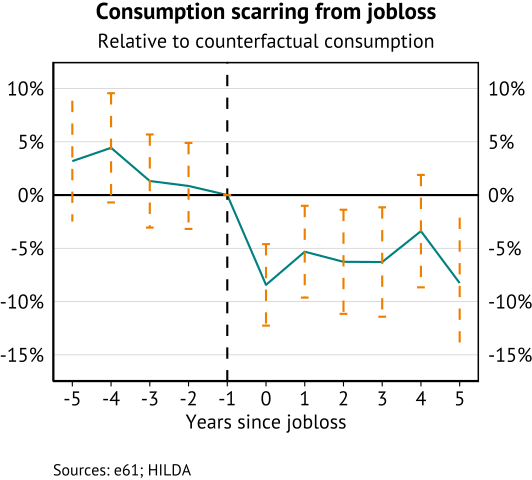 Consumption scarring from jobloss
Relative to counterfactual consumption
10% 10%
5% 5%
0% 0%
-5% -5%
-10% -10%
-15% -15%
-5 -4 -3 -2 -1 0 1 2 3 4 5
Years since jobloss
Sources: e61; HILDA